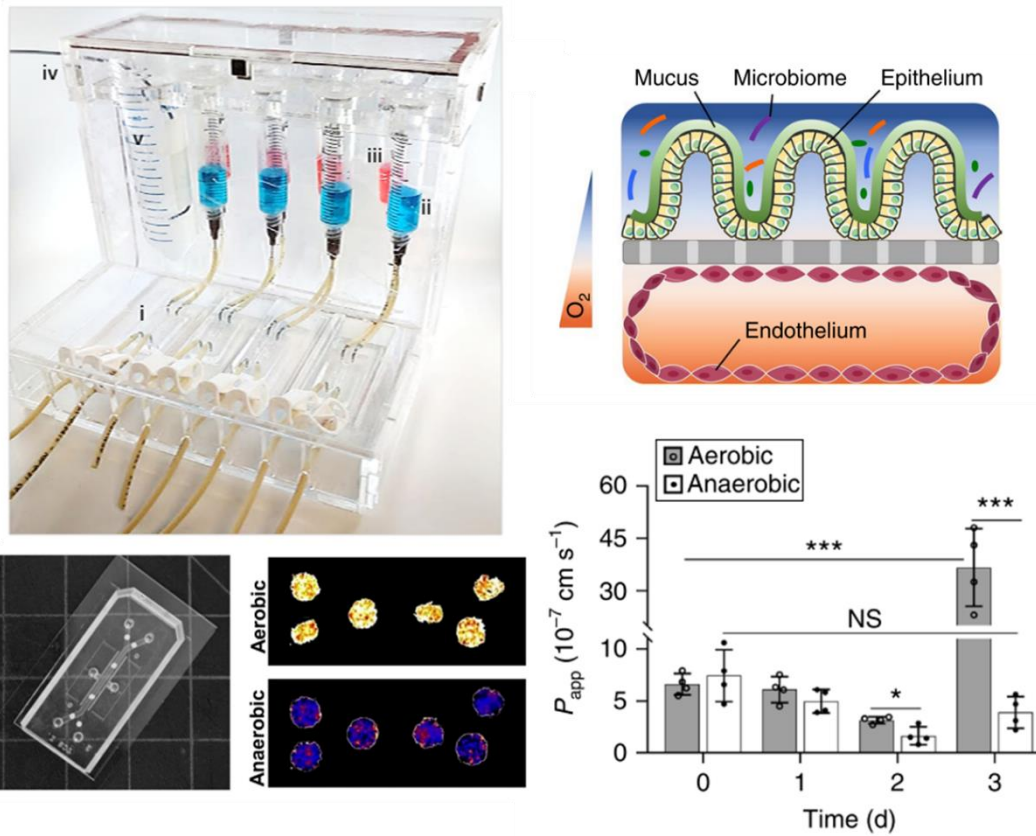 iv
v
iii
ii
i
Mucus
Microbiome
Epithelium
O2
Endothelium
Aerobic
Anaerobic
Aerobic
Anaerobic
60
45
30
10
5
0
Papp (10−7 cm s−1)
***
***
NS
*
0
1
2
3
Time (d)